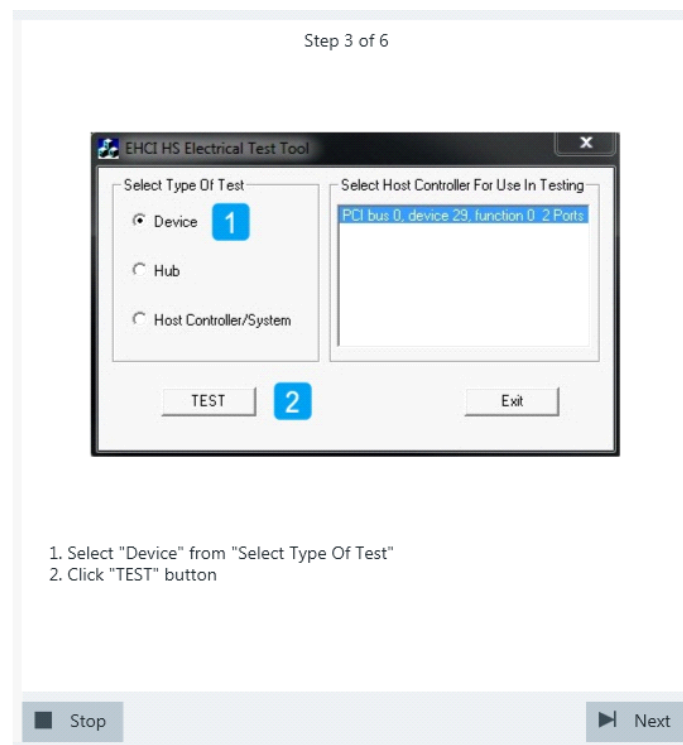 Step 3 of 6
EHCI HS Electrical Test Tool
x
Select Type Of Test
Select Host Controller For Use In Testing
Device
1
PCI bus 0, device 29, function 0 2 Ports
Hub
Host Controller/System
TEST
2
Exit
1. Select "Device" from "Select Type Of Test"
2. Click "TEST" button
Stop
Next